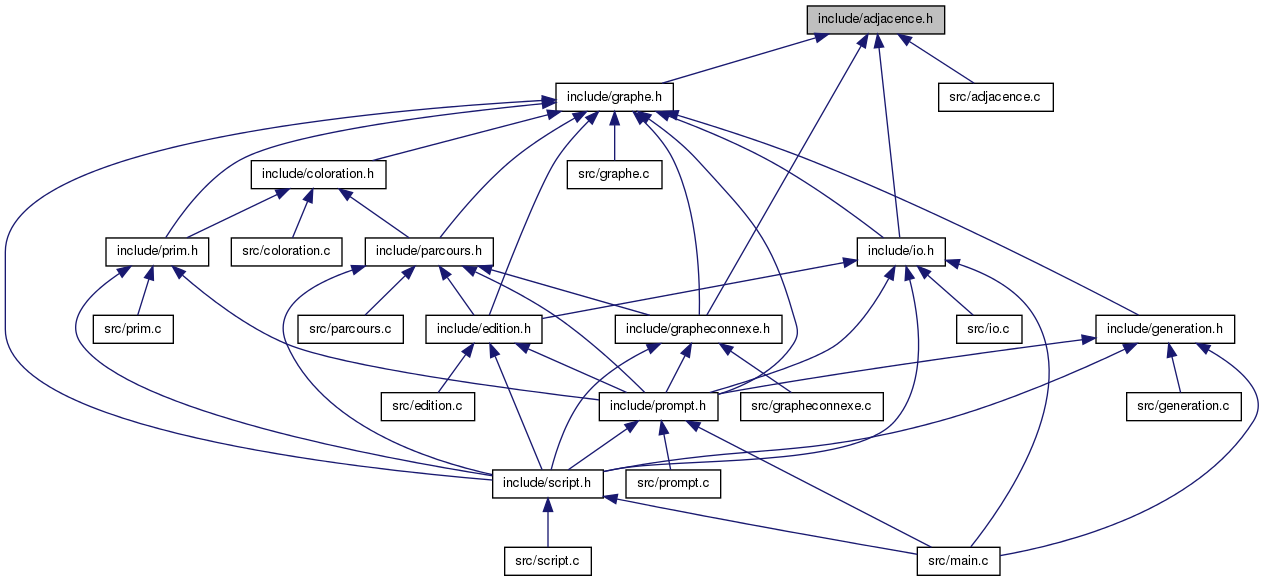 include/adjacence.h
include/graphe.h
src/adjacence.c
include/coloration.h
src/graphe.c
include/prim.h
src/coloration.c
include/parcours.h
include/io.h
src/prim.c
src/parcours.c
include/edition.h
include/grapheconnexe.h
src/io.c
include/generation.h
src/edition.c
include/prompt.h
src/grapheconnexe.c
src/generation.c
include/script.h
src/prompt.c
src/script.c
src/main.c